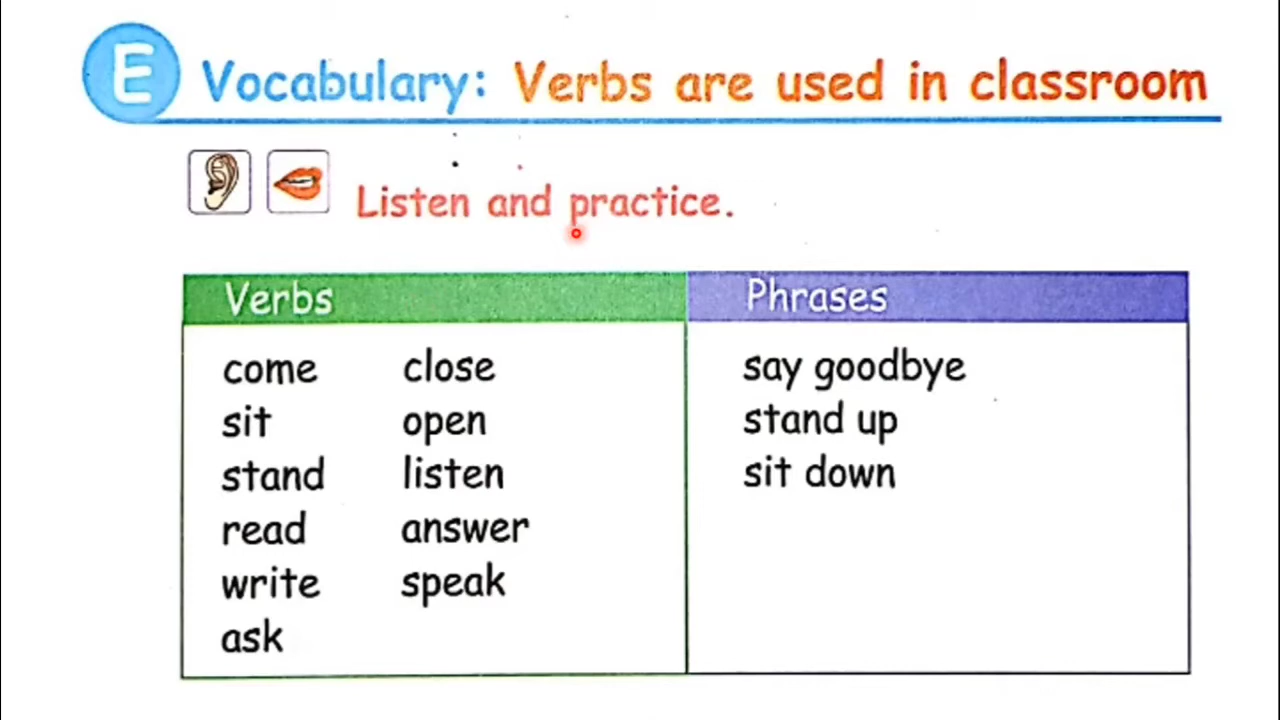 E Vocabulary: Verbs are used in classroom
Listen and practice.
Verbs Phrases
come close say goodbye
sit open stand up
stand listen sit down
read answer
write speak
ask